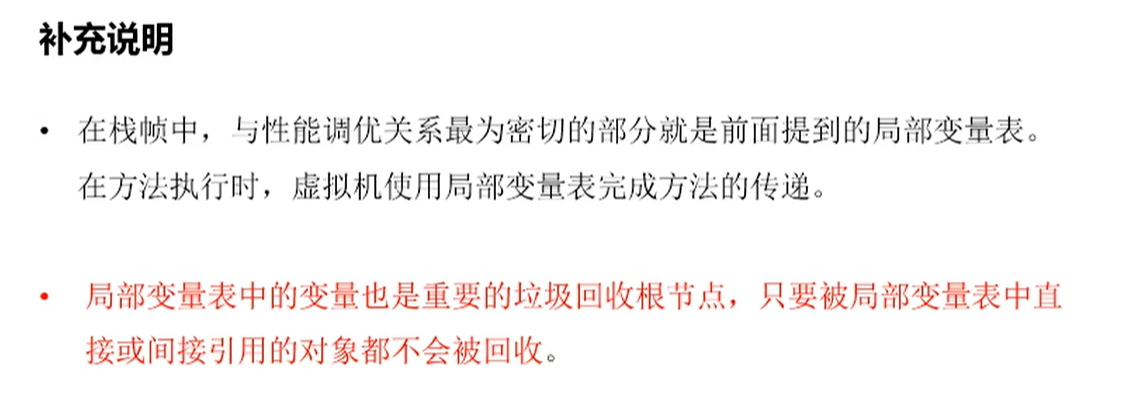 补充说明
• 在栈帧中，与性能调优关系最为密切的部分就是前面提到的局部变量表。
在方法执行时，虚拟机使用局部变量表完成方法的传递。
• 局部变量表中的变量也是重要的垃圾回收根节点，只要被局部变量表中直
接或间接引用的对象都不会被回收。